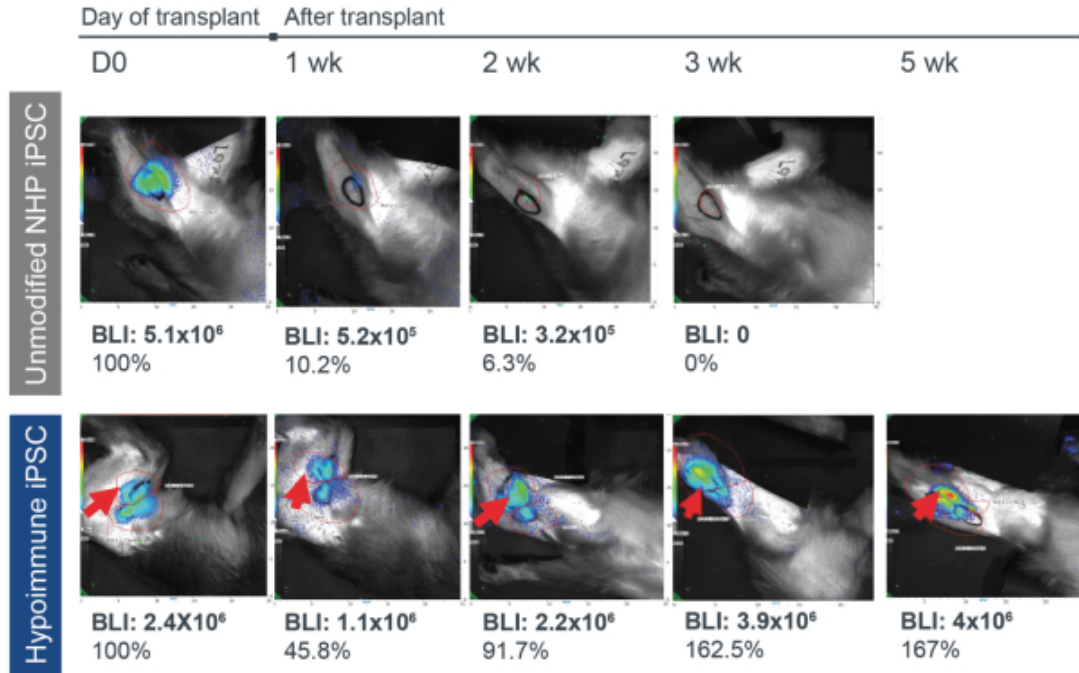 Day of transplant After transplant
D0 1 wk 2 wk 3 wk 5 wk
Unmodified NHP iPSC
BLI: 5.1x10⁶ BLI: 5.2x10⁵ BLI: 3.2x10⁵ BLI: 0
100% 10.2% 6.3% 0%
Hypoimmune iPSC
BLI: 2.4X10⁶ BLI: 1.1x10⁶ BLI: 2.2x10⁶ BLI: 3.9x10⁶ BLI: 4x10⁶
100% 45.8% 91.7% 162.5% 167%